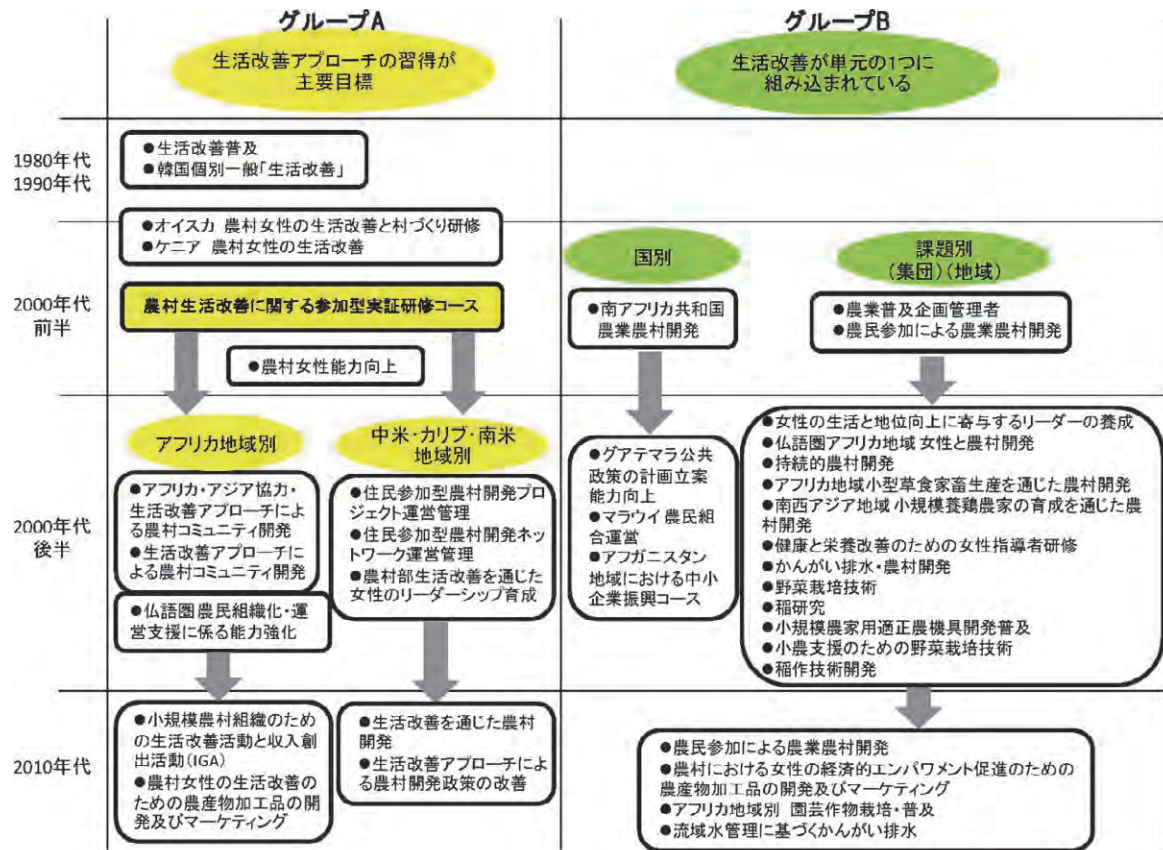 グループA
生活改善アプローチの習得が
主要目標
グループB
生活改善が単元の1つに
組み込まれている
1980年代
1990年代
●生活改善普及
●韓国個別一般「生活改善」
2000年代
前半
●オイスカ 農村女性の生活改善と村づくり研修
●ケニア 農村女性の生活改善
農村生活改善に関する参加型実証研修コース
●農村女性能力向上
国別
●南アフリカ共和国
農業農村開発
課題別
(集団)(地域)
●農業普及企画管理者
●農民参加による農業農村開発
2000年代
後半
アフリカ地域別
●アフリカ・アジア協力・
生活改善アプローチによ
る農村コミュニティ開発
●生活改善アプローチに
よる農村コミュニティ開発
●仏語圏農民組織化・運
営支援に係る能力強化
中米・カリブ・南米
地域別
●住民参加型農村開発プロ
ジェクト運営管理
●住民参加型農村開発ネッ
トワーク運営管理
●農村部生活改善を通じた
女性のリーダーシップ育成
●グアテマラ公共
政策の計画立案
能力向上
●マラウイ 農民組
合運営
●アフガニスタン
地域における中小
企業振興コース
●女性の生活と地位向上に寄与するリーダーの養成
●仏語圏アフリカ地域 女性と農村開発
●持続的農村開発
●アフリカ地域小型草食家畜生産を通じた農村開発
●南西アジア地域 小規模養鶏農家の育成を通じた農
村開発
●健康と栄養改善のための女性指導者研修
●かんがい排水・農村開発
●野菜栽培技術
●稲研究
●小規模農家用適正農機具開発普及
●小農支援のための野菜栽培技術
●稲作技術開発
2010年代
●小規模農村組織のため
の生活改善活動と収入創
出活動(IGA)
●農村女性の生活改善の
ための農産物加工品の開
発及びマーケティング
●生活改善を通じた農村
開発
●生活改善アプローチによ
る農村開発政策の改善
●農民参加による農業農村開発
●農村における女性の経済的エンパワメント促進のための
農産物加工品の開発及びマーケティング
●アフリカ地域別 園芸作物栽培・普及
●流域水管理に基づくかんがい排水